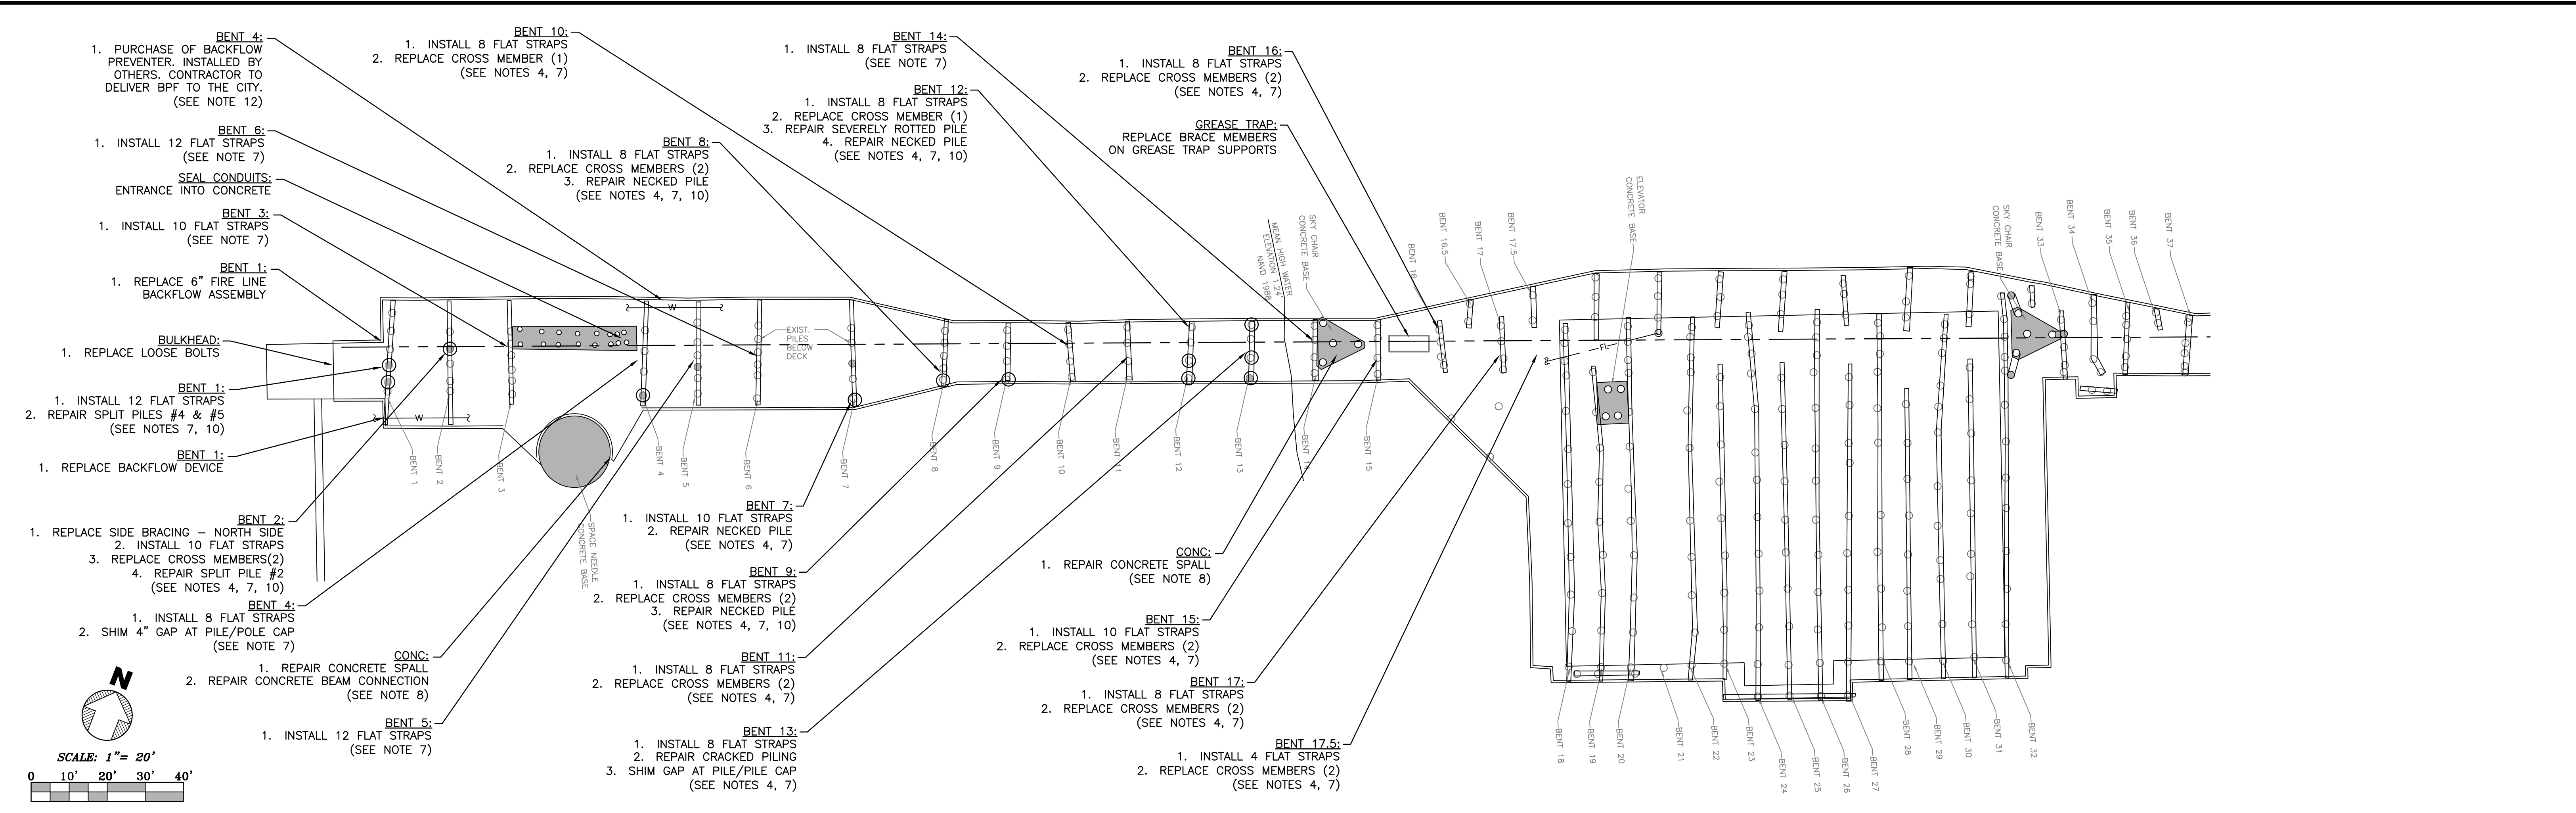 BENT 4:
1. PURCHASE OF BACKFLOW
PREVENTER. INSTALLED BY
OTHERS. CONTRACTOR TO
DELIVER BPF TO THE CITY.
(SEE NOTE 12)
BENT 6:
1. INSTALL 12 FLAT STRAPS
(SEE NOTE 7)
SEAL CONDUITS:
ENTRANCE INTO CONCRETE
BENT 3:
1. INSTALL 10 FLAT STRAPS
(SEE NOTE 7)
BENT 1:
1. REPLACE 6" FIRE LINE
BACKFLOW ASSEMBLY
BULKHEAD:
1. REPLACE LOOSE BOLTS
BENT 1:
1. INSTALL 12 FLAT STRAPS
2. REPAIR SPLIT PILES #4 & #5
(SEE NOTES 7, 10)
BENT 1:
1. REPLACE BACKFLOW DEVICE
BENT 2:
1. REPLACE SIDE BRACING – NORTH SIDE
2. INSTALL 10 FLAT STRAPS
3. REPLACE CROSS MEMBERS(2)
4. REPAIR SPLIT PILE #2
(SEE NOTES 4, 7, 10)
BENT 4:
1. INSTALL 8 FLAT STRAPS
2. SHIM 4" GAP AT PILE/POLE CAP
(SEE NOTE 7)
CONC:
1. REPAIR CONCRETE SPALL
2. REPAIR CONCRETE BEAM CONNECTION
(SEE NOTE 8)
BENT 5:
1. INSTALL 12 FLAT STRAPS
(SEE NOTE 7)
N
SCALE: 1"= 20'
0 10' 20' 30' 40'
BENT 10:
1. INSTALL 8 FLAT STRAPS
2. REPLACE CROSS MEMBER (1)
(SEE NOTES 4, 7)
BENT 8:
1. INSTALL 8 FLAT STRAPS
2. REPLACE CROSS MEMBERS (2)
3. REPAIR NECKED PILE
(SEE NOTES 4, 7, 10)
BENT 14:
1. INSTALL 8 FLAT STRAPS
(SEE NOTE 7)
BENT 12:
1. INSTALL 8 FLAT STRAPS
2. REPLACE CROSS MEMBER (1)
3. REPAIR SEVERELY ROTTED PILE
4. REPAIR NECKED PILE
(SEE NOTES 4, 7, 10)
BENT 16:
1. INSTALL 8 FLAT STRAPS
2. REPLACE CROSS MEMBERS (2)
(SEE NOTES 4, 7)
GREASE TRAP:
REPLACE BRACE MEMBERS
ON GREASE TRAP SUPPORTS
BENT 7:
1. INSTALL 10 FLAT STRAPS
2. REPAIR NECKED PILE
(SEE NOTES 4, 7)
BENT 9:
1. INSTALL 8 FLAT STRAPS
2. REPLACE CROSS MEMBERS (2)
3. REPAIR NECKED PILE
(SEE NOTES 4, 7, 10)
BENT 11:
1. INSTALL 8 FLAT STRAPS
2. REPLACE CROSS MEMBERS (2)
(SEE NOTES 4, 7)
BENT 13:
1. INSTALL 8 FLAT STRAPS
2. REPAIR CRACKED PILING
3. SHIM GAP AT PILE/PILE CAP
(SEE NOTES 4, 7)
CONC:
1. REPAIR CONCRETE SPALL
(SEE NOTE 8)
BENT 15:
1. INSTALL 10 FLAT STRAPS
2. REPLACE CROSS MEMBERS (2)
(SEE NOTES 4, 7)
BENT 17:
1. INSTALL 8 FLAT STRAPS
2. REPLACE CROSS MEMBERS (2)
(SEE NOTES 4, 7)
BENT 17.5:
1. INSTALL 4 FLAT STRAPS
2. REPLACE CROSS MEMBERS (2)
(SEE NOTES 4, 7)
W
W
EXIST.
PILES
BELOW
DECK
SPACE NEEDLE
CONCRETE BASE
MEAN HIGH WATER
ELEVATION 1.24'
NAVD 1988
SKY CHAIR
CONCRETE BASE
FL
ELEVATOR
CONCRETE BASE
SKY CHAIR
CONCRETE BASE
BENT 1
BENT 2
BENT 3
BENT 4
BENT 5
BENT 6
BENT 7
BENT 8
BENT 9
BENT 10
BENT 11
BENT 12
BENT 13
BENT 14
BENT 15
BENT 16
BENT 16.5
BENT 17
BENT 17.5
BENT 18
BENT 19
BENT 20
BENT 21
BENT 22
BENT 23
BENT 24
BENT 25
BENT 26
BENT 27
BENT 28
BENT 29
BENT 30
BENT 31
BENT 32
BENT 33
BENT 34
BENT 35
BENT 36
BENT 37